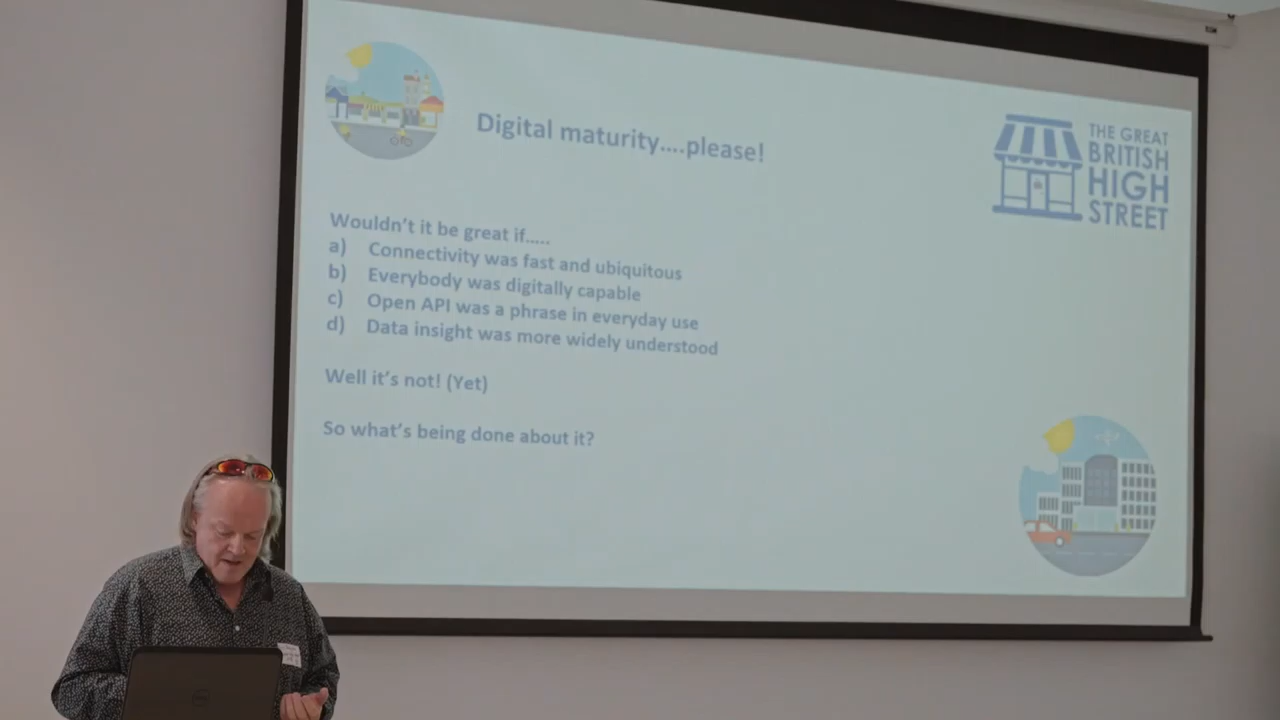 Digital maturity....please!
THE GREAT
BRITISH
HIGH
STREET
Wouldn't it be great if.....
a) Connectivity was fast and ubiquitous
b) Everybody was digitally capable
c) Open API was a phrase in everyday use
d) Data insight was more widely understood
Well it's not! (Yet)
So what's being done about it?